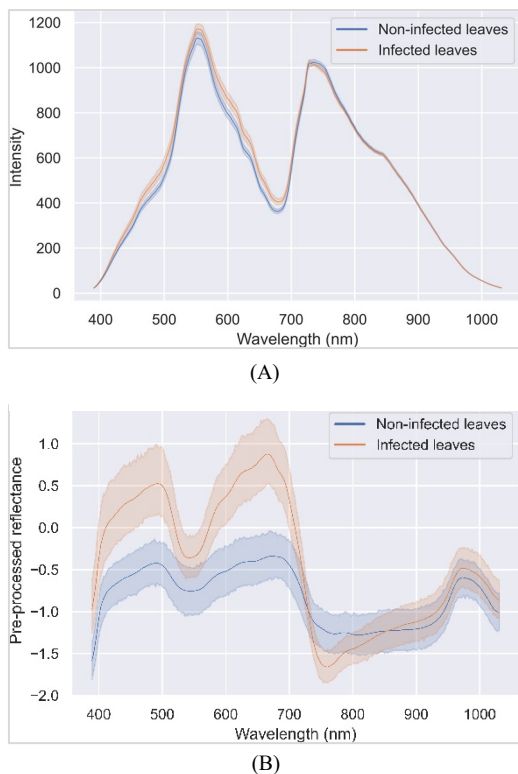 1200
1000
800
600
400
200
0
Intensity
Non-infected leaves
Infected leaves
400 500 600 700 800 900 1000
Wavelength (nm)
(A)
1.0
0.5
0.0
−0.5
−1.0
−1.5
−2.0
Pre-processed reflectance
Non-infected leaves
Infected leaves
400 500 600 700 800 900 1000
Wavelength (nm)
(B)